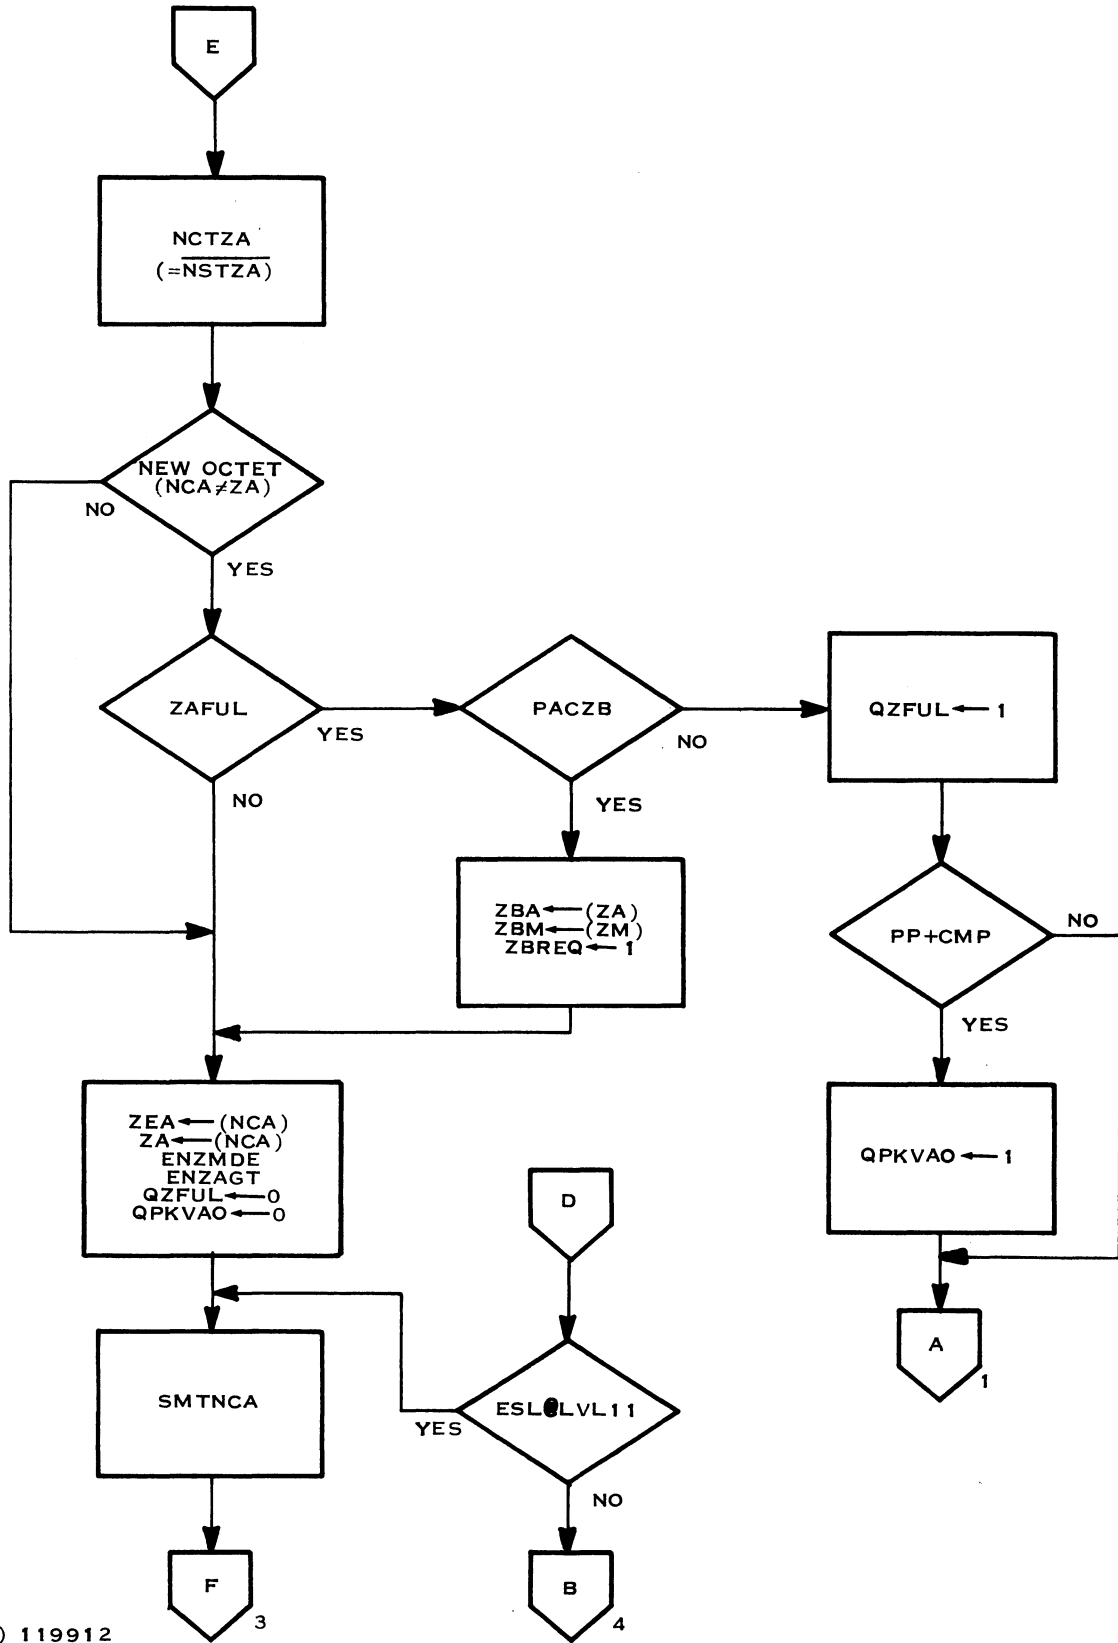 E
NCTZA
(=NSTZA)
NEW OCTET
(NCA≠ZA)
NO
YES
ZAFUL
YES
NO
PACZB
NO
YES
QZFUL ← 1
ZBA ← (ZA)
ZBM ← (ZM)
ZBREQ ← 1
PP+CMP
NO
YES
ZEA ← (NCA)
ZA ← (NCA)
ENZMDE
ENZAGT
QZFUL ← 0
QPKVAO ← 0
QPKVAO ← 1
D
A
1
SMTNCA
ESL@LVL11
YES
NO
F
3
B
4
) 119912